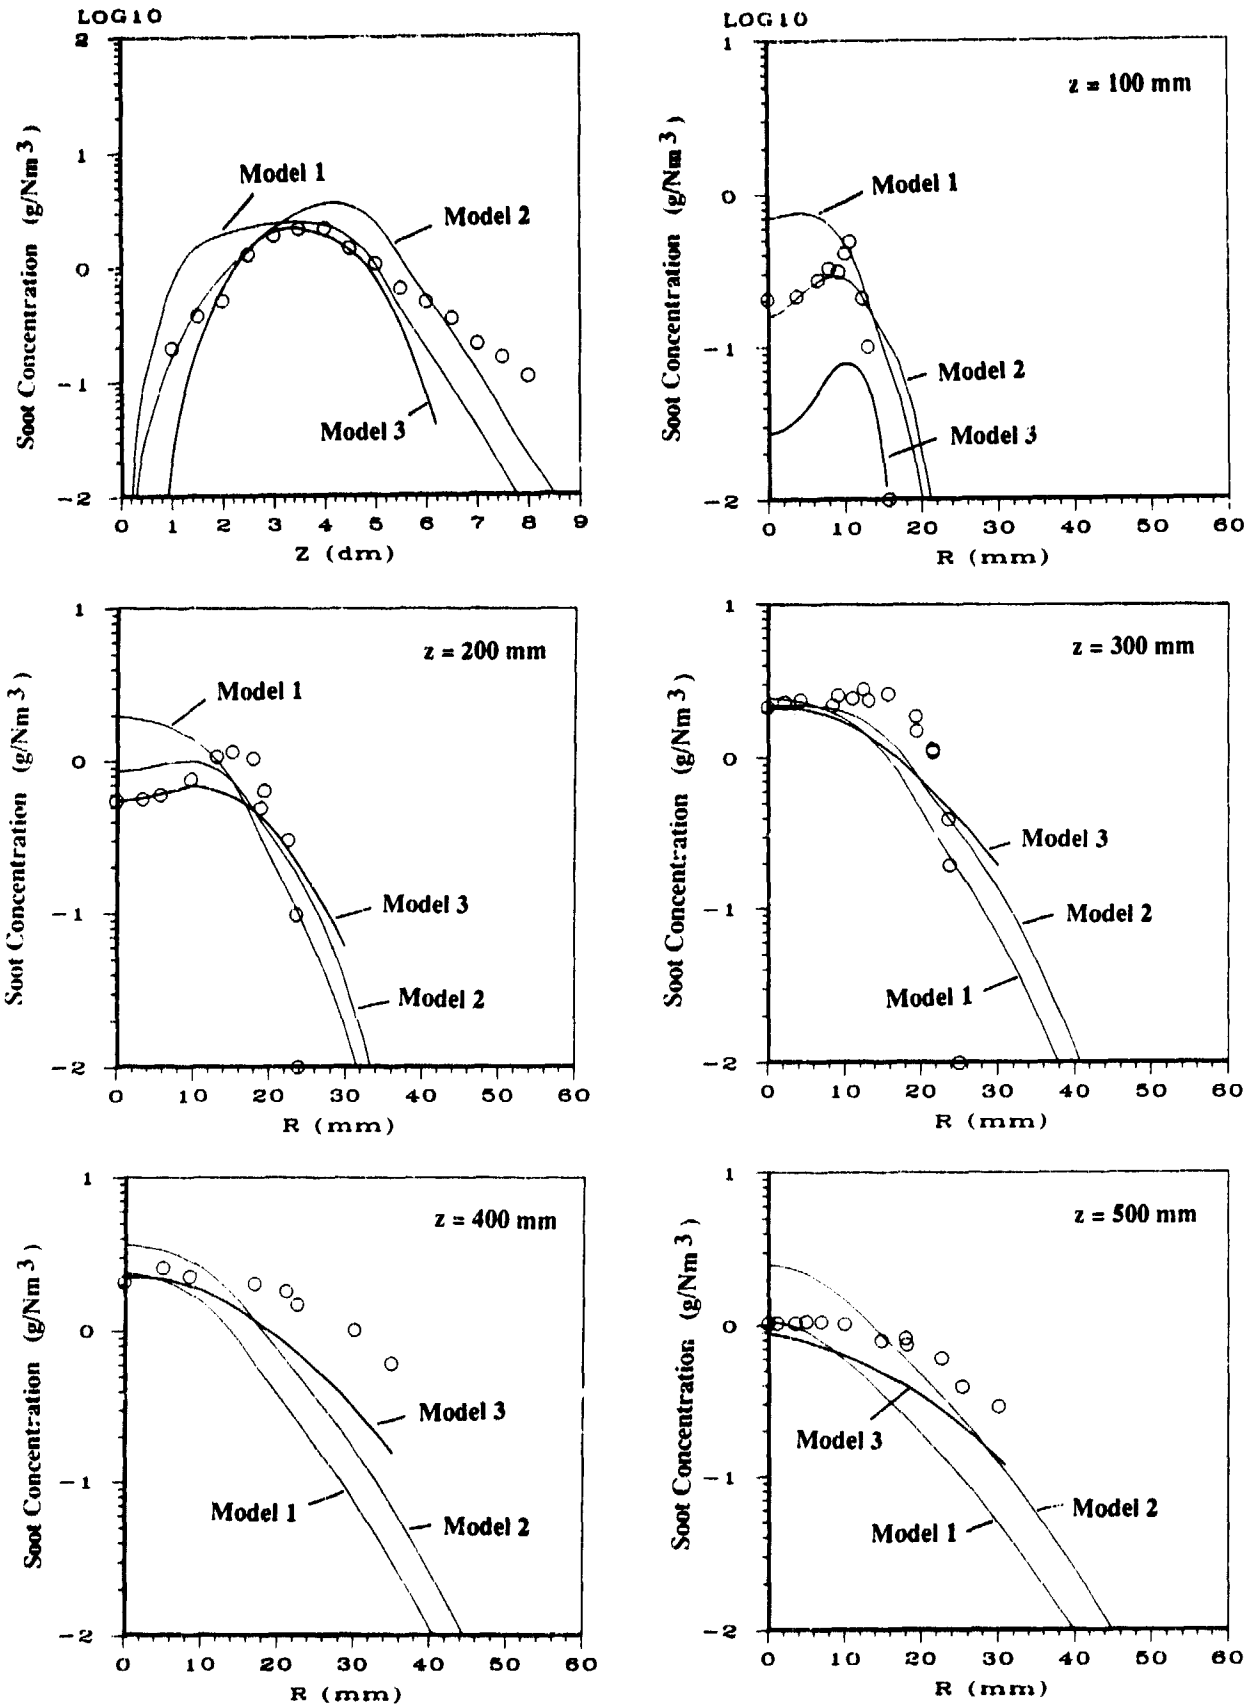 LOG10
2
1
0
-1
-2
Soot Concentration (g/Nm3)
Model 1
Model 2
Model 3
0 1 2 3 4 5 6 7 8 9
Z (dm)
LOG10
1
0
-1
-2
Soot Concentration (g/Nm3)
z = 100 mm
Model 1
Model 2
Model 3
0 10 20 30 40 50 60
R (mm)
1
0
-1
-2
Soot Concentration (g/Nm3)
z = 200 mm
Model 1
Model 3
Model 2
0 10 20 30 40 50 60
R (mm)
1
0
-1
-2
Soot Concentration (g/Nm3)
z = 300 mm
Model 3
Model 2
Model 1
0 10 20 30 40 50 60
R (mm)
1
0
-1
-2
Soot Concentration (g/Nm3)
z = 400 mm
Model 3
Model 1
Model 2
0 10 20 30 40 50 60
R (mm)
1
0
-1
-2
Soot Concentration (g/Nm3)
z = 500 mm
Model 3
Model 2
Model 1
0 10 20 30 40 50 60
R (mm)